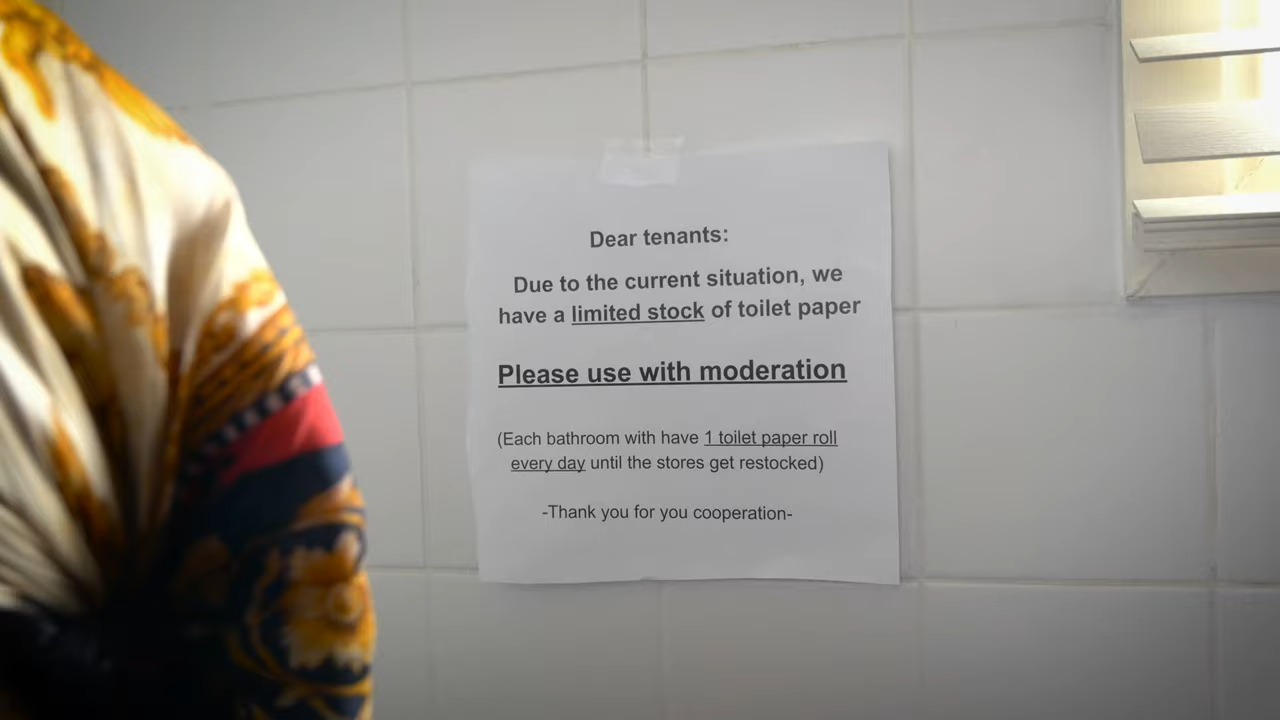 Dear tenants:
Due to the current situation, we
have a limited stock of toilet paper
Please use with moderation
(Each bathroom with have 1 toilet paper roll
every day until the stores get restocked)
-Thank you for you cooperation-